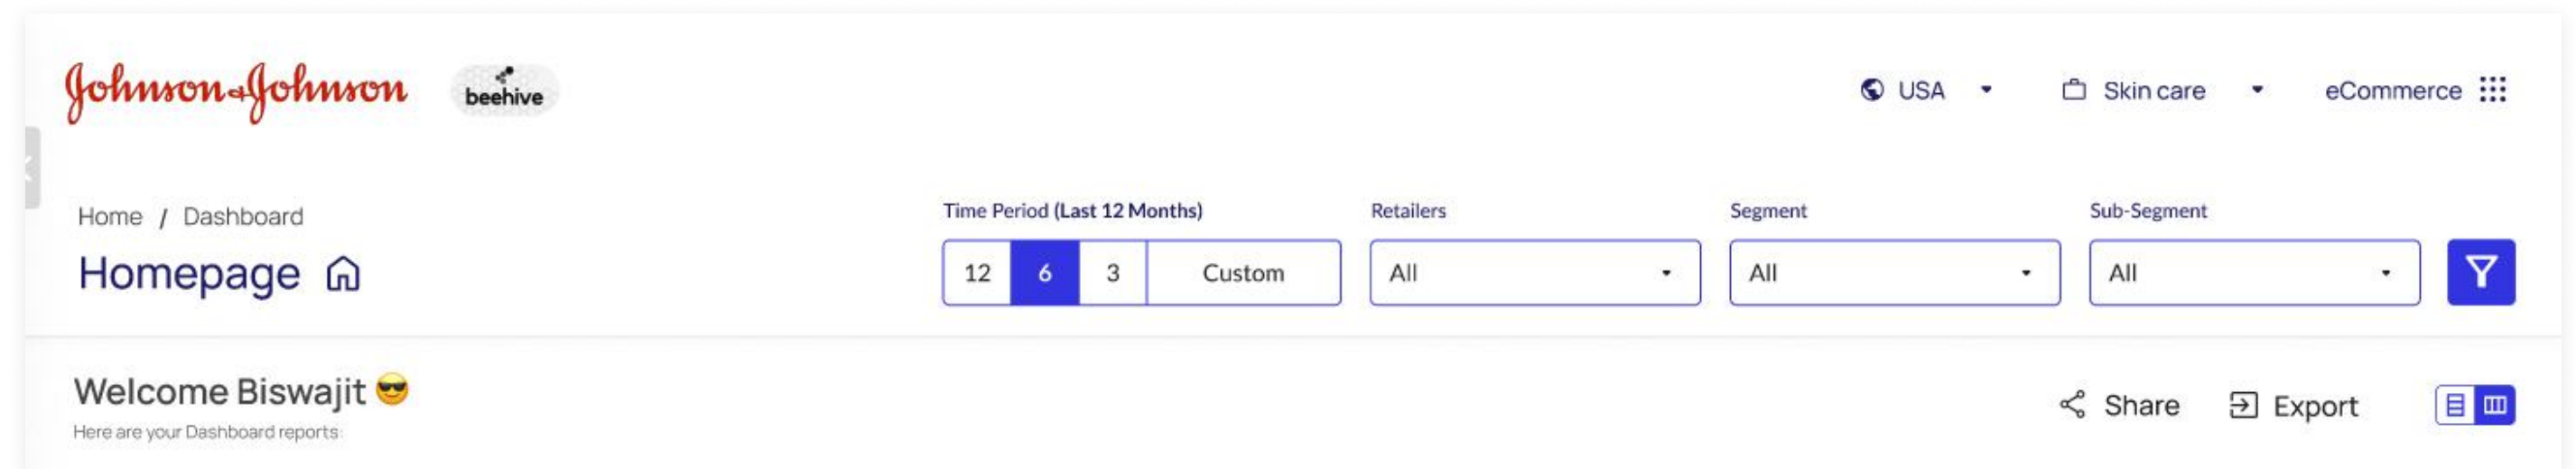 Johnson & Johnson beehive USA Skin care eCommerce
Home / Dashboard
Homepage
Time Period (Last 12 Months) Retailers Segment Sub-Segment
12 6 3 Custom All All All
Welcome Biswajit 😎
Here are your Dashboard reports:
Share Export